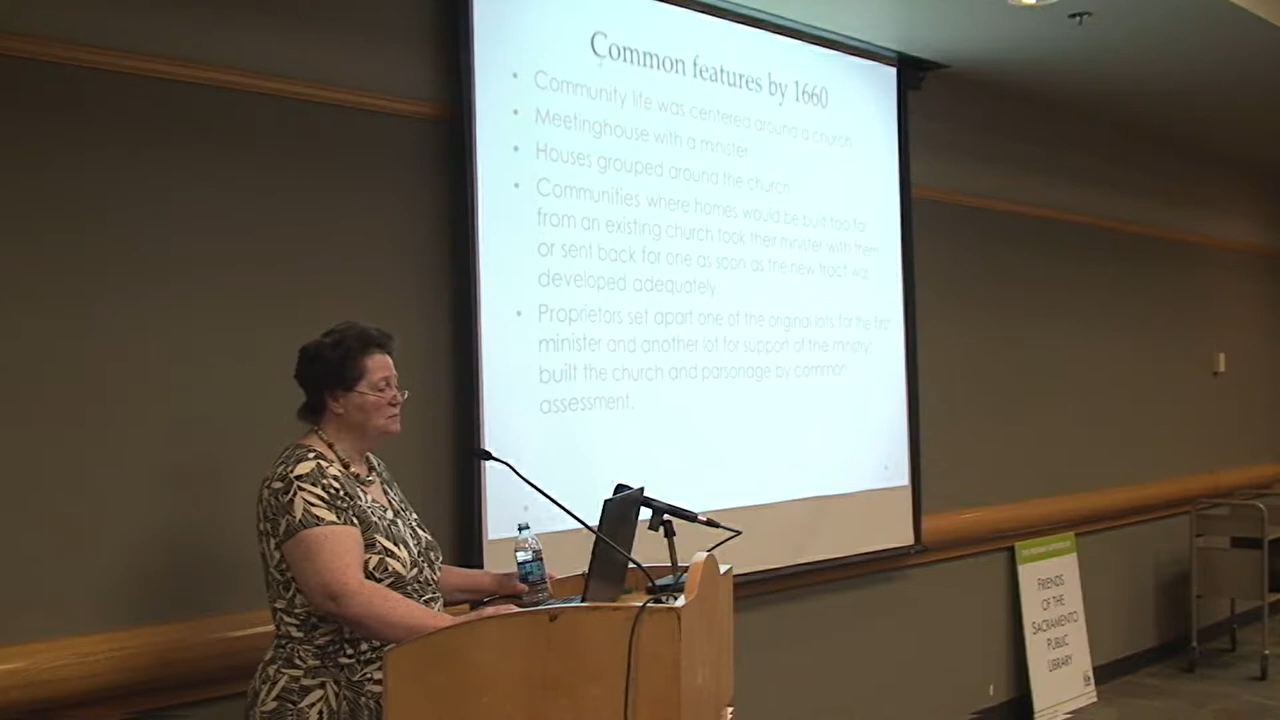 Common features by 1660
• Community life was centered around a church
• Meetinghouse with a minister
• Houses grouped around the church
• Communities where homes would be built too far
from an existing church took their minister with them
or sent back for one as soon as the new tract was
developed adequately.
• Proprietors set apart one of the original lots for the first
minister and another lot for support of the ministry;
built the church and parsonage by common
assessment.
FRIENDS
OF THE
SACRAMENTO
PUBLIC
LIBRARY